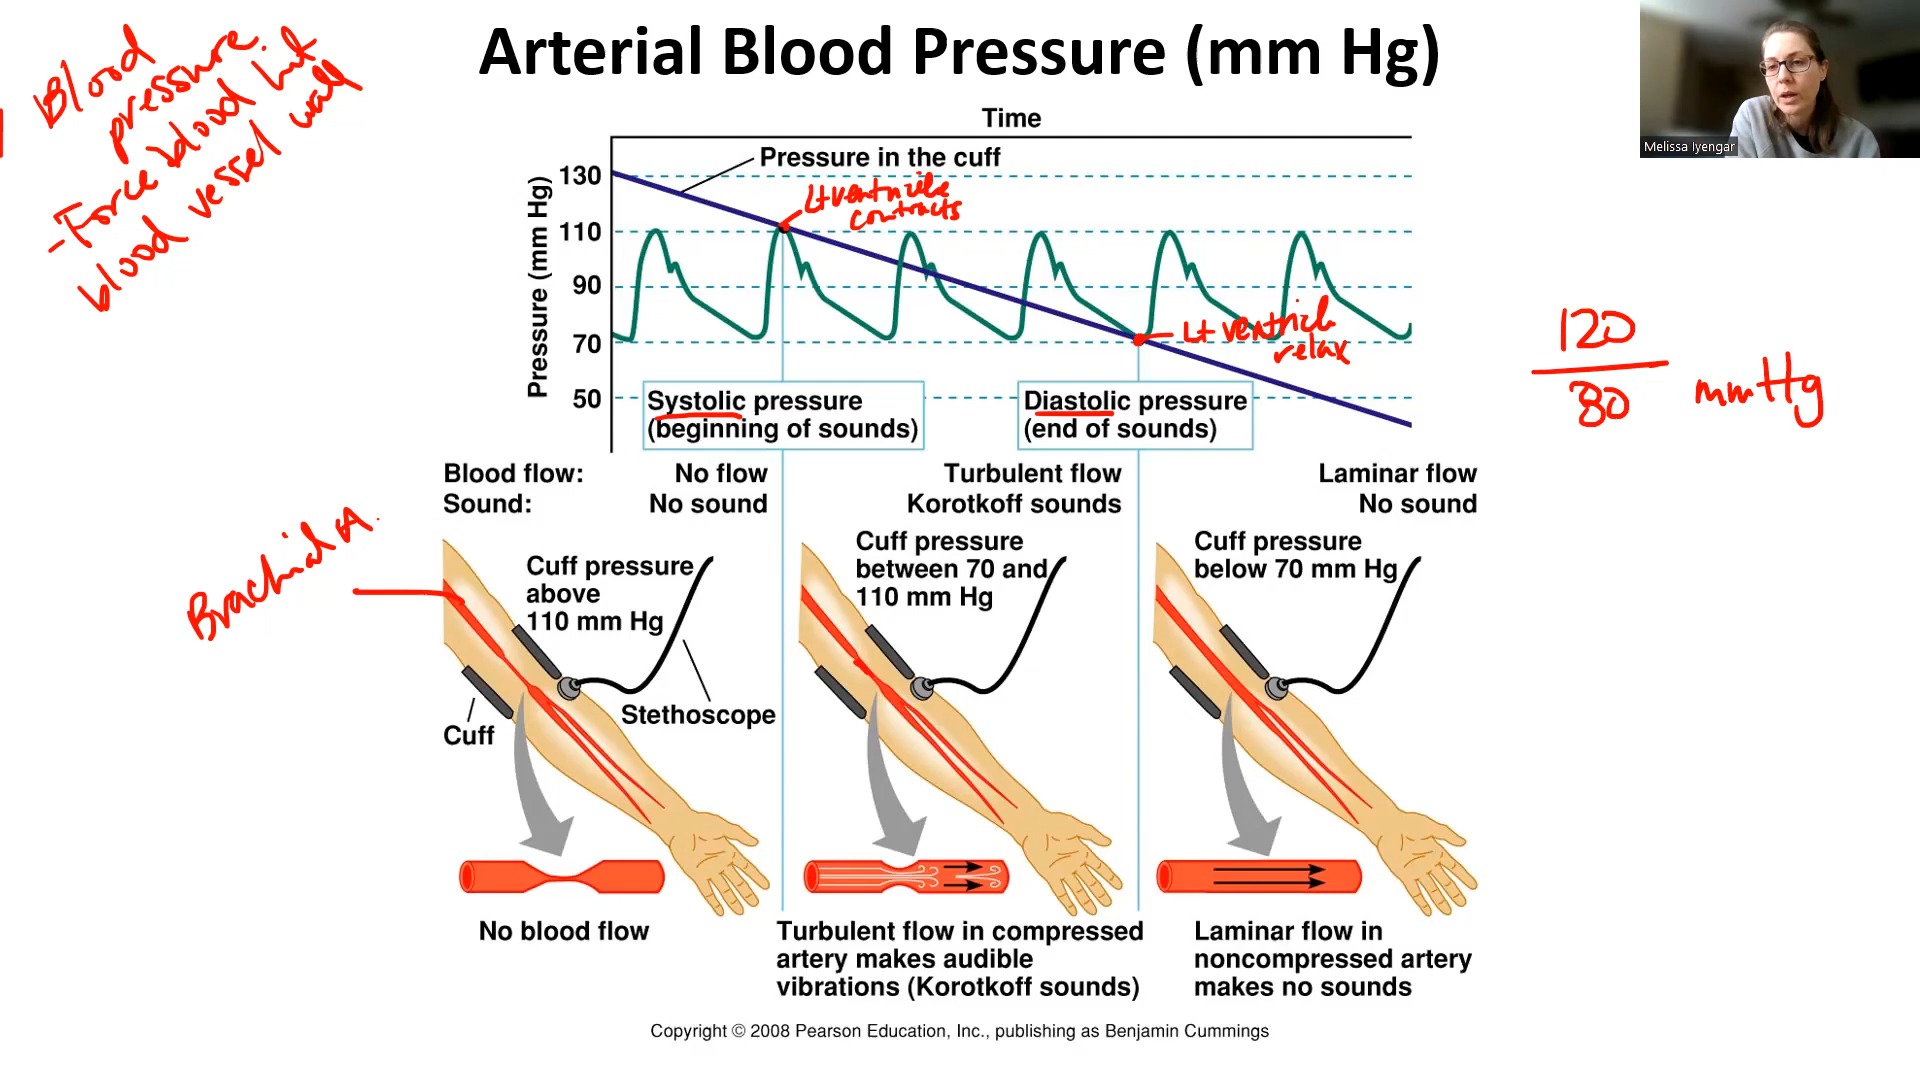 Arterial Blood Pressure (mm Hg)
Melissa Iyengar
Blood
pressure.
-Force blood hit
blood vessel wall
Time
Pressure (mm Hg)
130
110
90
70
50
Pressure in the cuff
Lt ventricle
contracts
Lt ventricle
relax
120
80
mmHg
Systolic pressure
(beginning of sounds)
Diastolic pressure
(end of sounds)
Blood flow:
No flow
Turbulent flow
Laminar flow
Sound:
No sound
Korotkoff sounds
No sound
Brachial A.
Cuff pressure
above
110 mm Hg
Cuff
Stethoscope
Cuff pressure
between 70 and
110 mm Hg
Cuff pressure
below 70 mm Hg
No blood flow
Turbulent flow in compressed
artery makes audible
vibrations (Korotkoff sounds)
Laminar flow in
noncompressed artery
makes no sounds
Copyright © 2008 Pearson Education, Inc., publishing as Benjamin Cummings